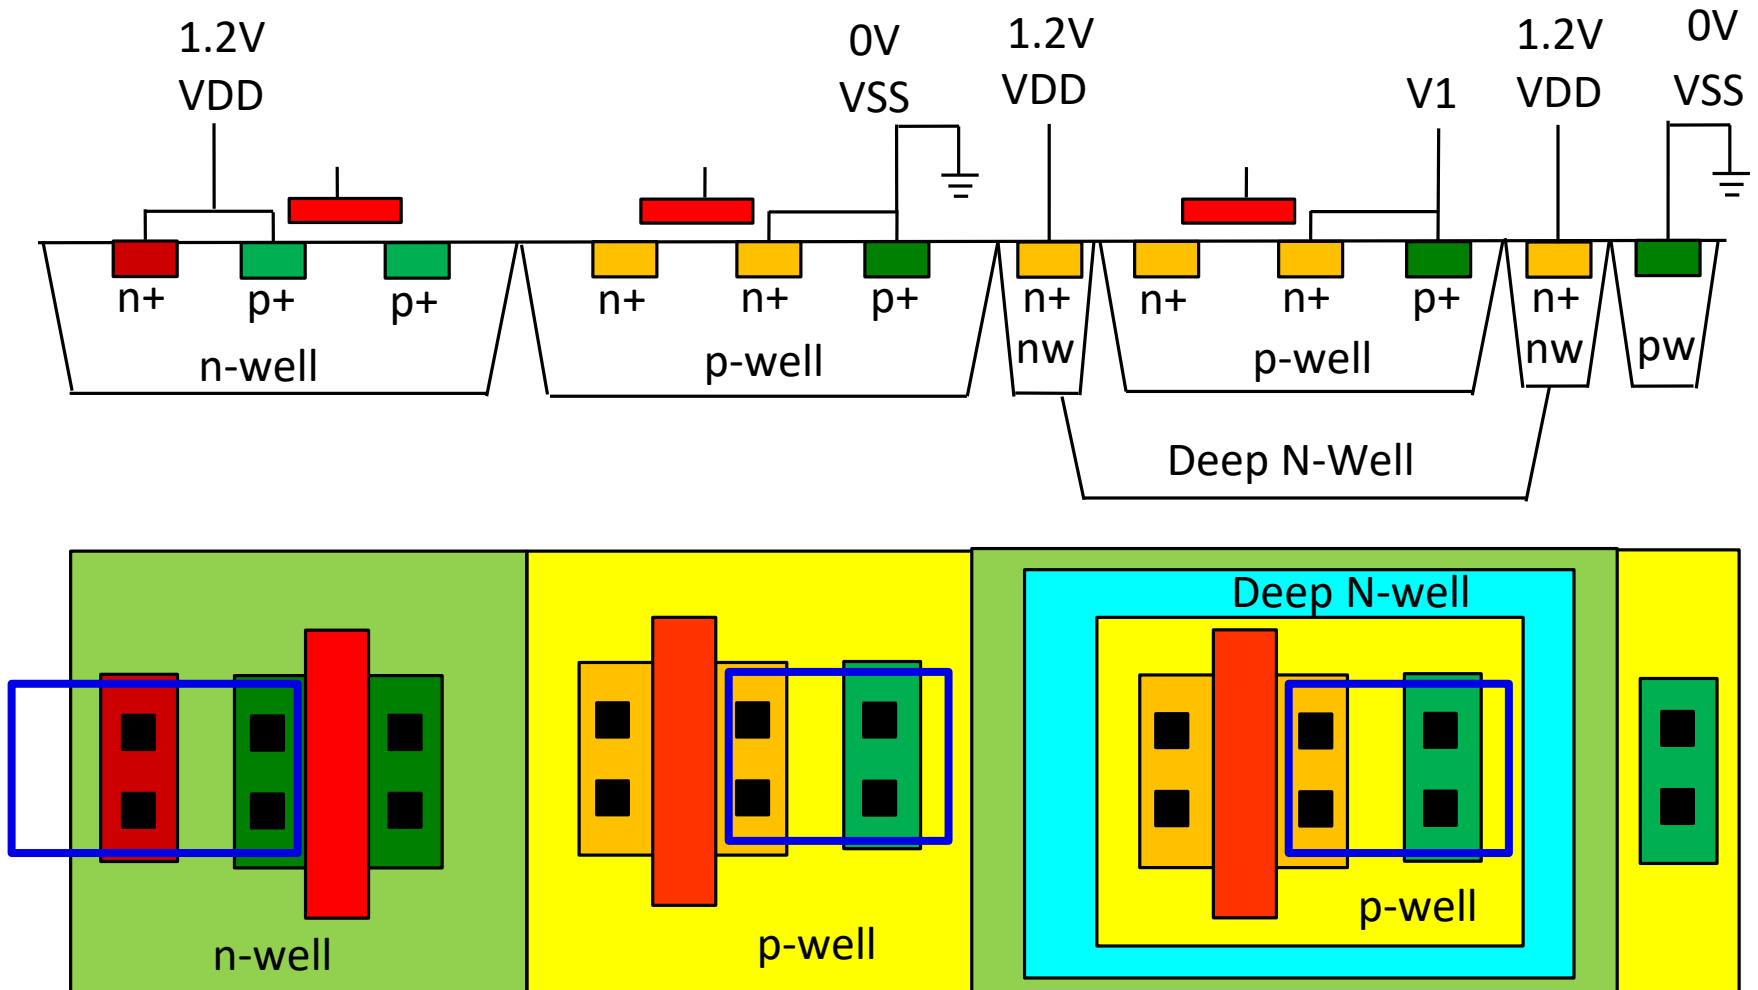 1.2V
VDD
0V
VSS
1.2V
VDD
V1
1.2V
VDD
0V
VSS
n+
p+
p+
n-well
n+
n+
p+
p-well
n+
nw
n+
n+
p+
p-well
n+
nw
pw
Deep N-Well
Deep N-well
n-well
p-well
p-well